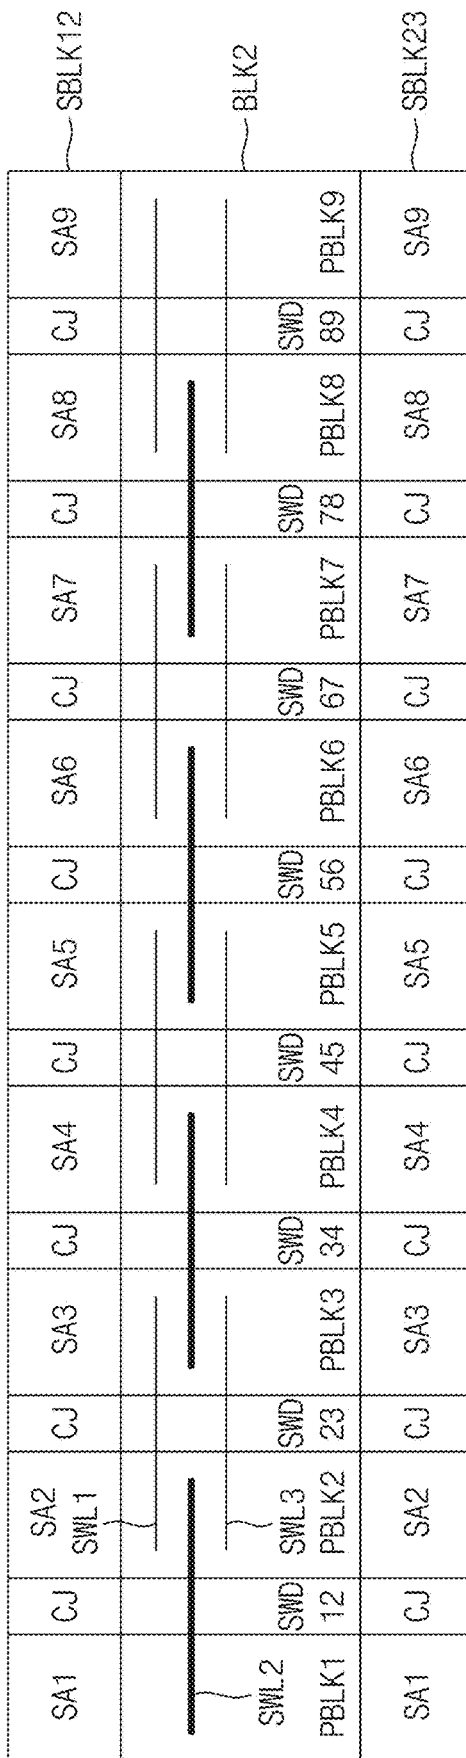 SA1 CJ SA2 CJ SA3 CJ SA4 CJ SA5 CJ SA6 CJ SA7 CJ SA8 CJ SA9 SBLK12
SWL1
BLK2
SWL2 SWL3
SWD SWD SWD SWD SWD SWD SWD SWD
PBLK1 12 PBLK2 23 PBLK3 34 PBLK4 45 PBLK5 56 PBLK6 67 PBLK7 78 PBLK8 89 PBLK9
SA1 CJ SA2 CJ SA3 CJ SA4 CJ SA5 CJ SA6 CJ SA7 CJ SA8 CJ SA9 SBLK23